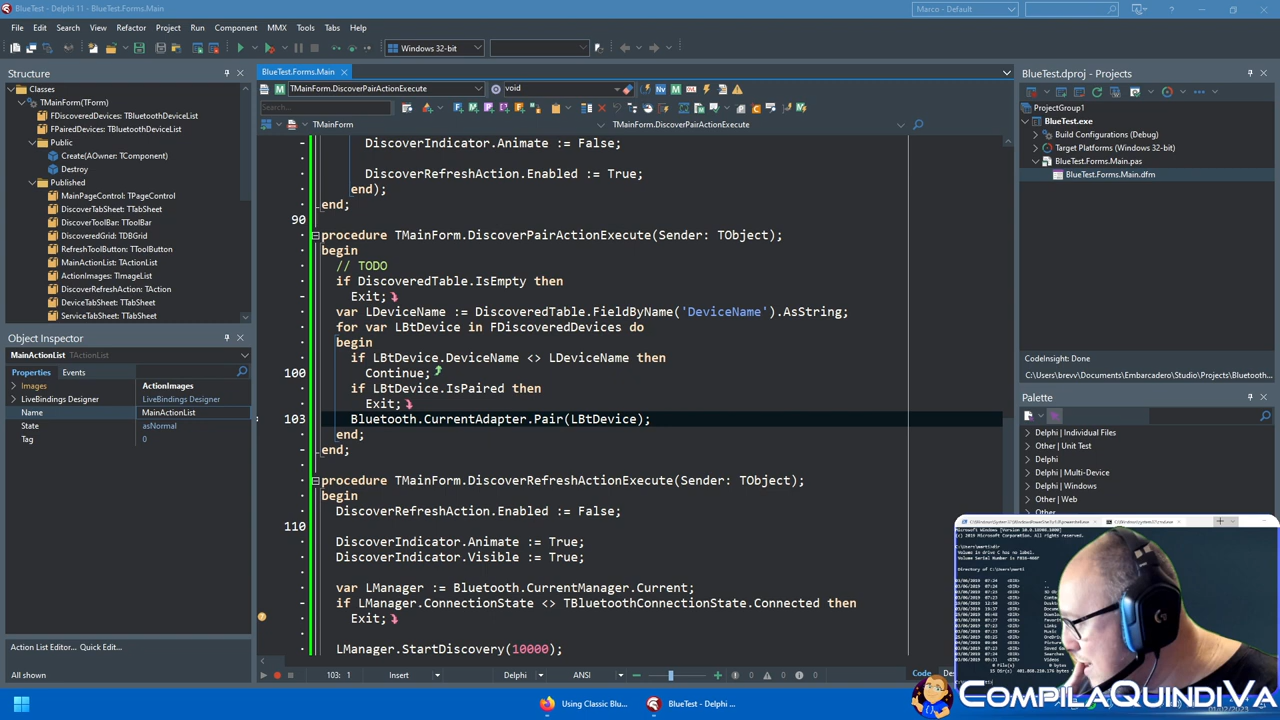 BlueTest - Delphi 11 - BlueTest.Forms.Main
Marco - Default
File Edit Search View Refactor Project Run Component MMX Tools Tabs Help
Windows 32-bit
Structure
Classes
TMainForm(TForm)
FDiscoveredDevices: TBluetoothDeviceList
FPairedDevices: TBluetoothDeviceList
Public
Create(AOwner: TComponent)
Destroy
Published
MainPageControl: TPageControl
DiscoverTabSheet: TTabSheet
DiscoverToolBar: TToolBar
DiscoveredGrid: TDBGrid
RefreshToolButton: TToolButton
MainActionList: TActionList
ActionImages: TImageList
DiscoverRefreshAction: TAction
DeviceTabSheet: TTabSheet
ServiceTabSheet: TTabSheet
Object Inspector
MainActionList TActionList
Properties Events
Images ActionImages
LiveBindings Designer LiveBindings Designer
Name MainActionList
State asNormal
Tag 0
Action List Editor... Quick Edit...
All shown
BlueTest.Forms.Main
TMainForm.DiscoverPairActionExecute void
Search...
TMainForm TMainForm.DiscoverPairActionExecute
DiscoverIndicator.Animate := False;
DiscoverRefreshAction.Enabled := True;
end);
end;
90
procedure TMainForm.DiscoverPairActionExecute(Sender: TObject);
begin
// TODO
if DiscoveredTable.IsEmpty then
Exit;
var LDeviceName := DiscoveredTable.FieldByName('DeviceName').AsString;
for var LBtDevice in FDiscoveredDevices do
begin
if LBtDevice.DeviceName <> LDeviceName then
100 Continue;
if LBtDevice.IsPaired then
Exit;
103 Bluetooth.CurrentAdapter.Pair(LBtDevice);
end;
end;
procedure TMainForm.DiscoverRefreshActionExecute(Sender: TObject);
begin
DiscoverRefreshAction.Enabled := False;
110
DiscoverIndicator.Animate := True;
DiscoverIndicator.Visible := True;
if LManager.ConnectionState <> TBluetoothConnectionState.Connected then
Exit;
103: 1 Insert Delphi ANSI 0 0 0
Code
BlueTest.dproj - Projects
ProjectGroup1
BlueTest.exe
Build Configurations (Debug)
Target Platforms (Windows 32-bit)
BlueTest.Forms.Main.pas
BlueTest.Forms.Main.dfm
CodeInsight: Done
C:\Users\brevv\Documents\Embarcadero\Studio\Projects\Bluetooth...
Palette
Delphi | Individual Files
Other | Unit Test
Delphi
Delphi | Multi-Device
Delphi | Windows
Other | Web
Other
CompilaQuindiVa
Using Classic Blu...
BlueTest - Delphi ...